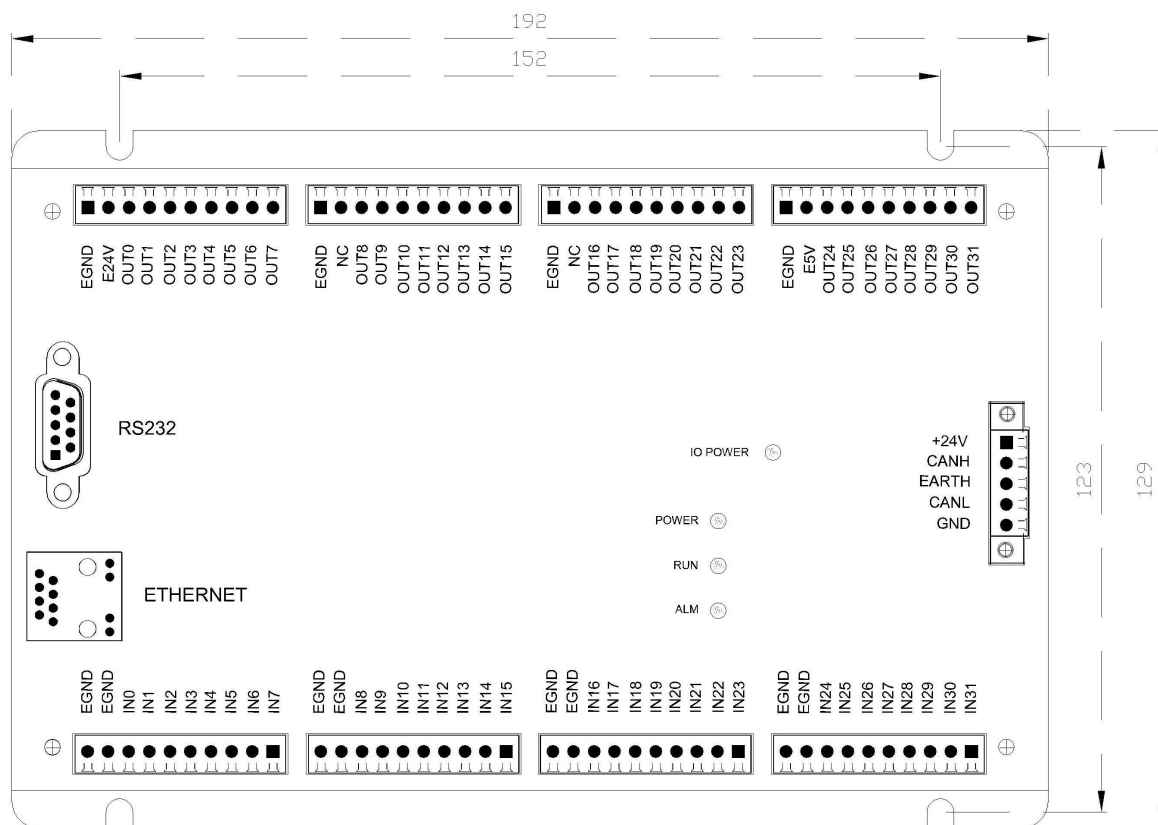 192
152
EGND E24V OUT0 OUT1 OUT2 OUT3 OUT4 OUT5 OUT6 OUT7
EGND NC OUT8 OUT9 OUT10 OUT11 OUT12 OUT13 OUT14 OUT15
EGND NC OUT16 OUT17 OUT18 OUT19 OUT20 OUT21 OUT22 OUT23
EGND E5V OUT24 OUT25 OUT26 OUT27 OUT28 OUT29 OUT30 OUT31
RS232
IO POWER
+24V
CANH
EARTH
CANL
GND
123
129
POWER
RUN
ALM
ETHERNET
EGND EGND IN0 IN1 IN2 IN3 IN4 IN5 IN6 IN7
EGND EGND IN8 IN9 IN10 IN11 IN12 IN13 IN14 IN15
EGND EGND IN16 IN17 IN18 IN19 IN20 IN21 IN22 IN23
EGND EGND IN24 IN25 IN26 IN27 IN28 IN29 IN30 IN31